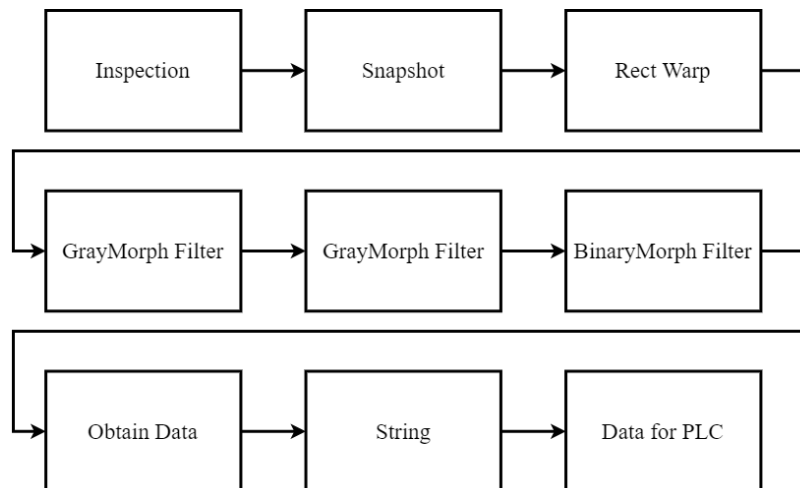 Inspection
Snapshot
Rect Warp
GrayMorph Filter
GrayMorph Filter
BinaryMorph Filter
Obtain Data
String
Data for PLC